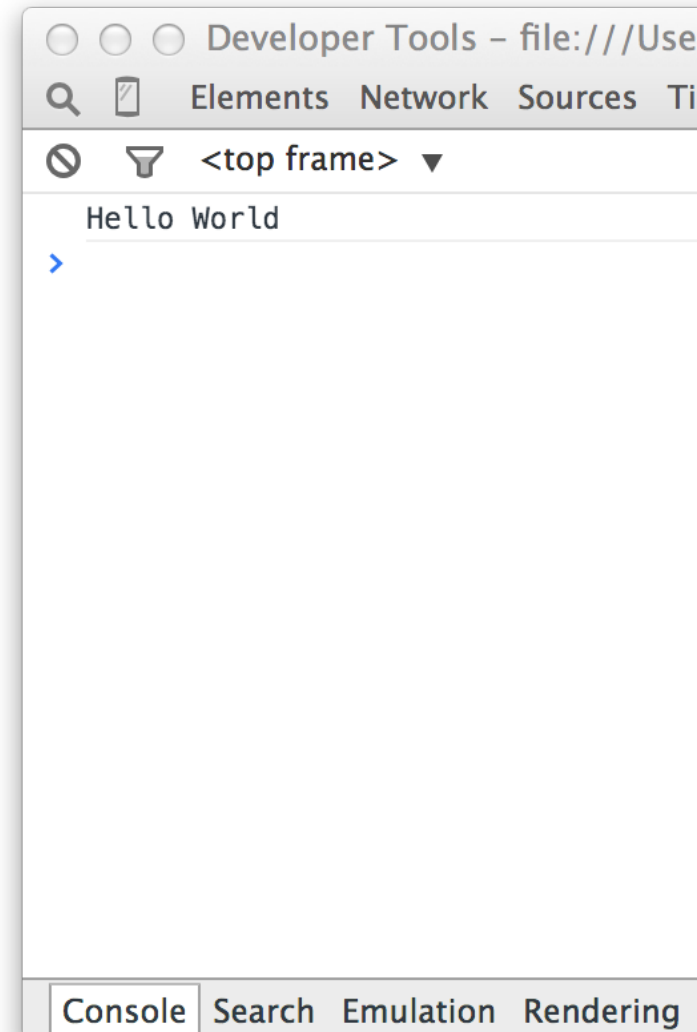 Developer Tools – file:///Use
Elements Network Sources Ti
<top frame> ▼
Hello World
>
Console Search Emulation Rendering